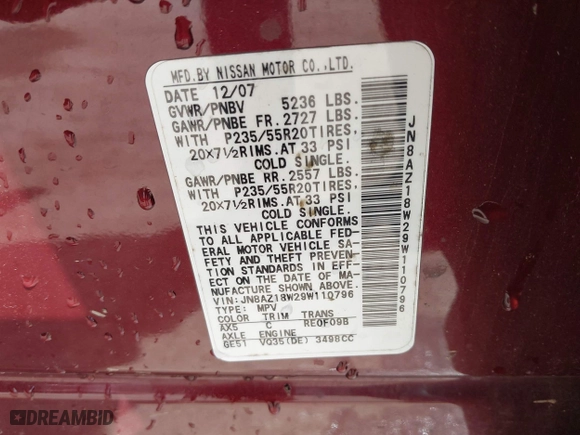 MFD. BY NISSAN MOTOR CO., LTD.
DATE 12/07
GVWR/PNBV 5236 LBS.
GAWR/PNBE FR. 2727 LBS.
WITH P235/55R20TIRES,
20X7½RIMS.AT 33 PSI
COLD SINGLE.
GAWR/PNBE RR. 2557 LBS.
WITH P235/55R20TIRES,
20X7½RIMS.AT 33 PSI
COLD SINGLE.
THIS VEHICLE CONFORMS
TO ALL APPLICABLE FED-
ERAL MOTOR VEHICLE SA-
FETY AND THEFT PREVEN-
TION STANDARDS IN EFF-
ECT ON THE DATE OF MA-
NUFACTURE SHOWN ABOVE.
VIN: JN8AZ18W29W110796
TYPE: MPV
COLOR TRIM TRANS
AX5 C RE0F09B
AXLE ENGINE
GE51 VQ35(DE) 3498CC
JN8AZ18W29W110796
DREAMBID